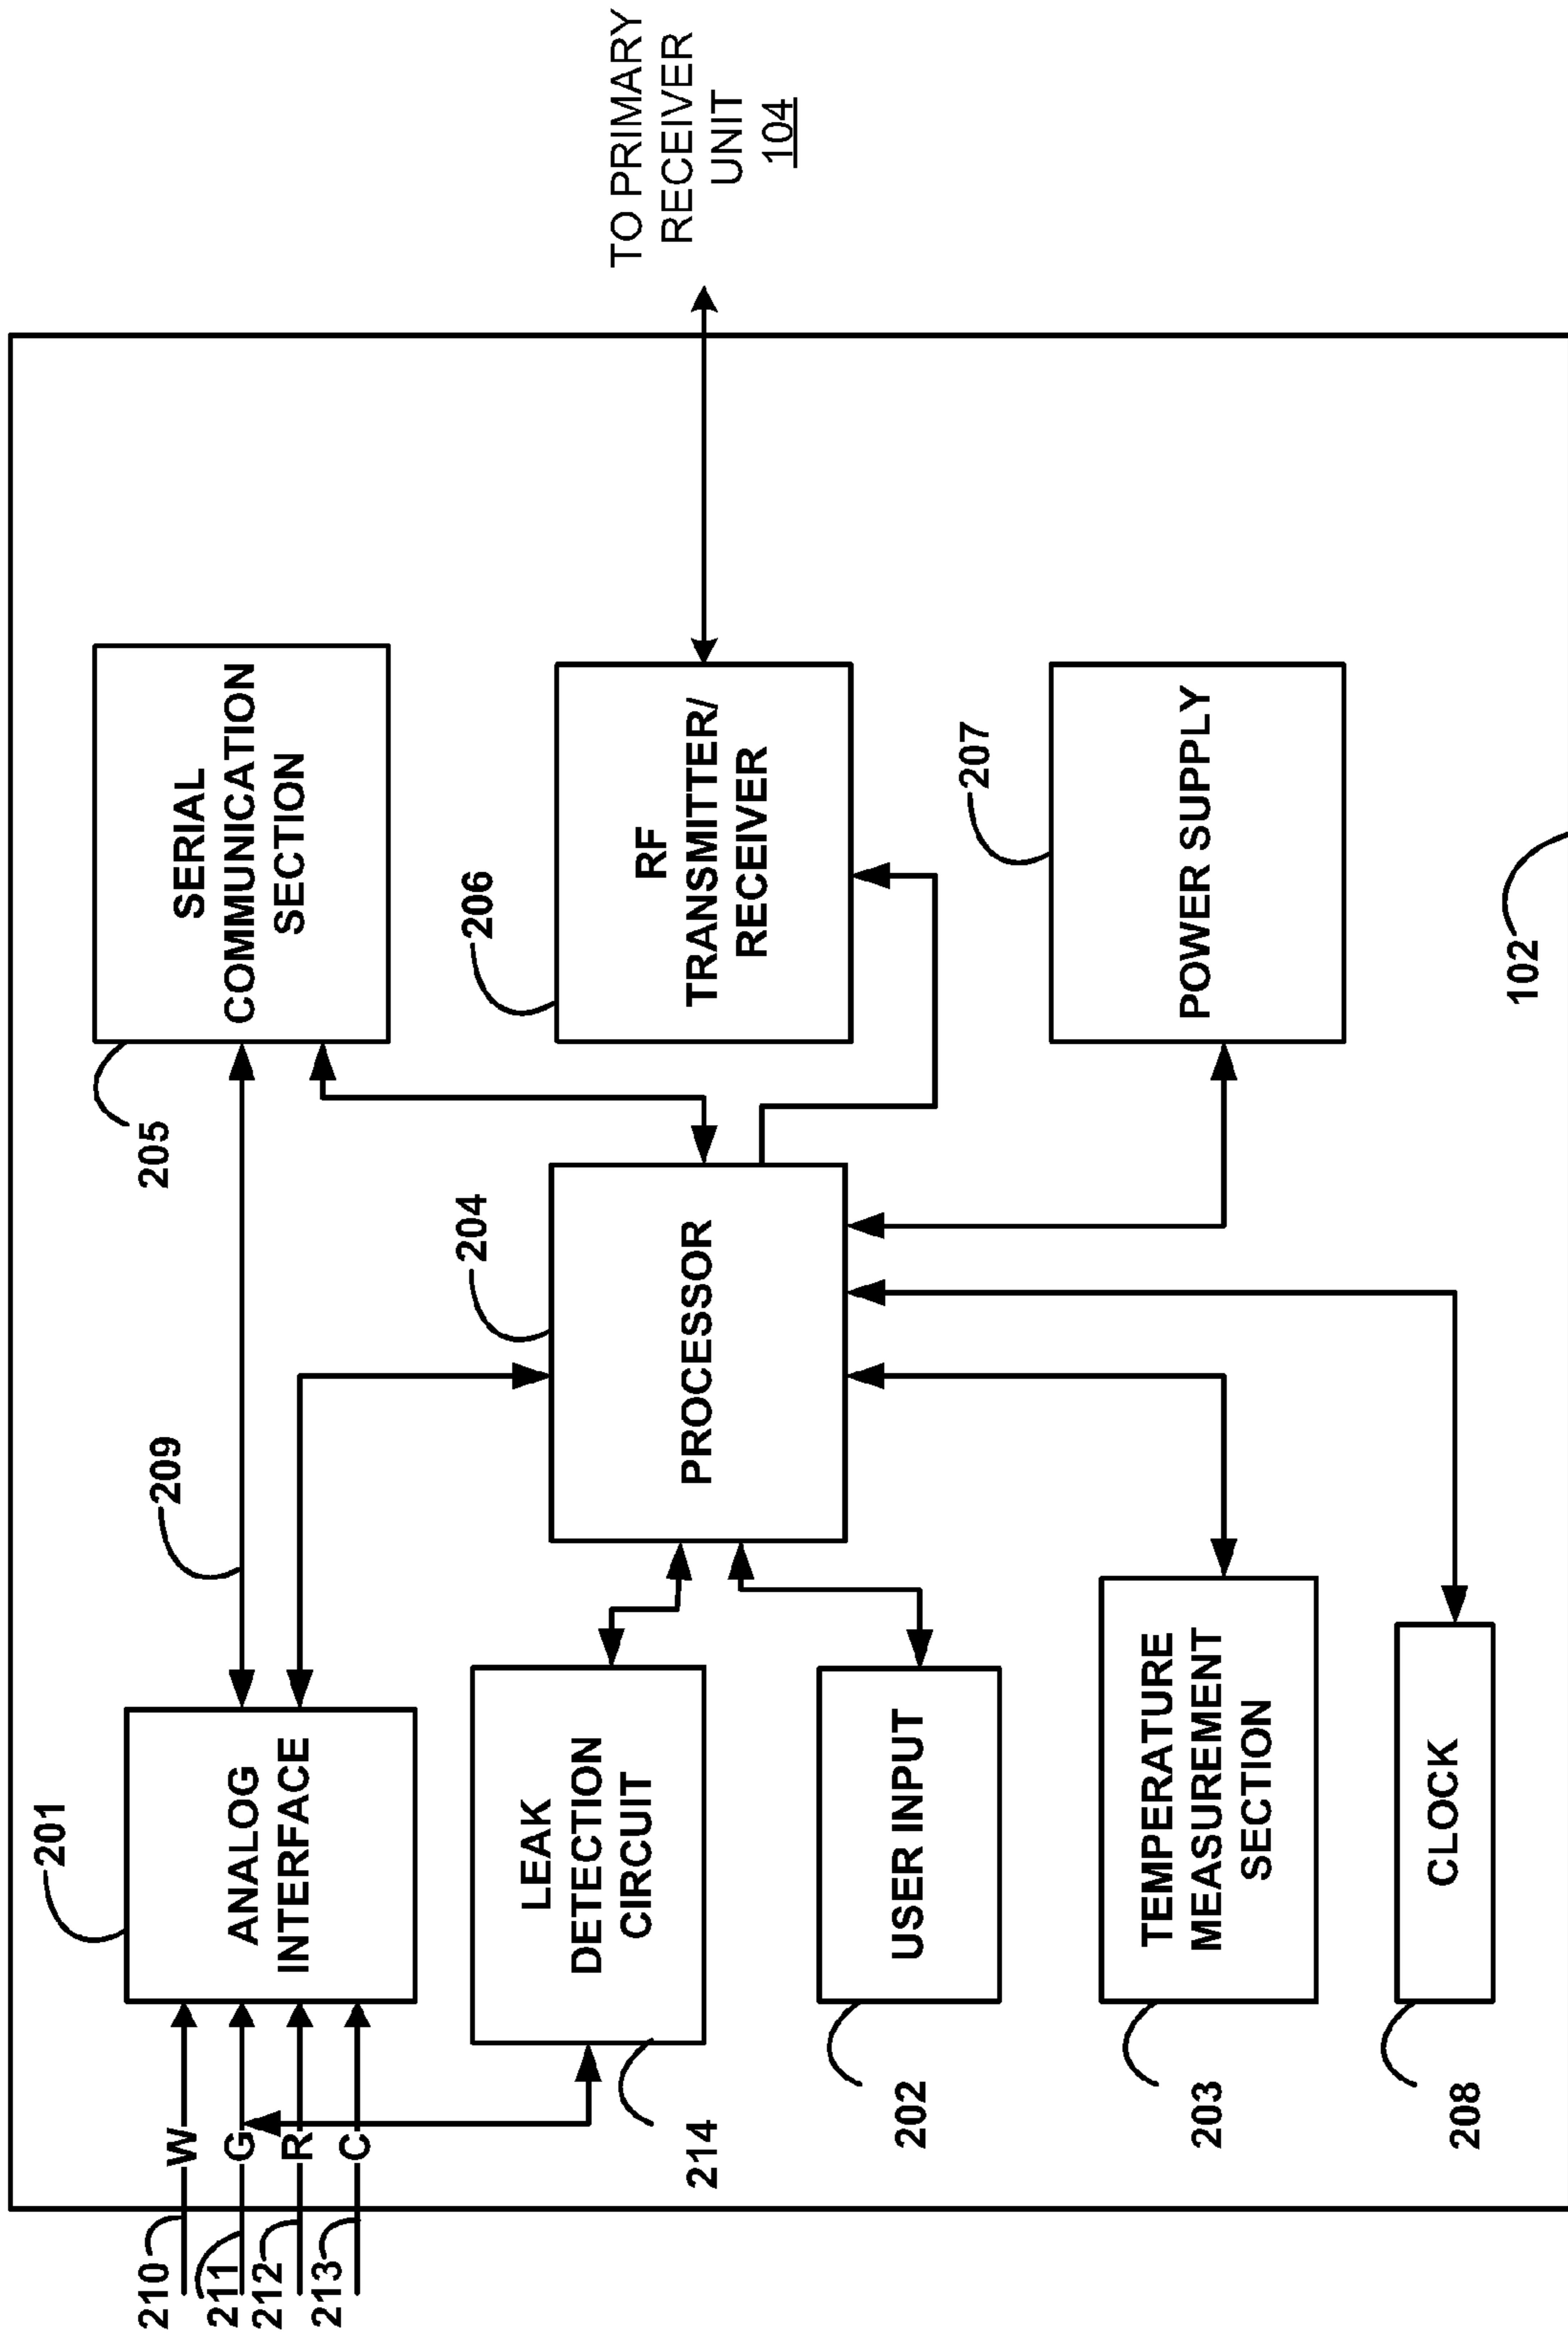 210
W
211
G
212
R
213
C
201
ANALOG
INTERFACE
209
205
SERIAL
COMMUNICATION
SECTION
214
LEAK
DETECTION
CIRCUIT
204
PROCESSOR
206
RF
TRANSMITTER/
RECEIVER
TO PRIMARY
RECEIVER
UNIT
104
202
USER INPUT
207
POWER SUPPLY
203
TEMPERATURE
MEASUREMENT
SECTION
208
CLOCK
102